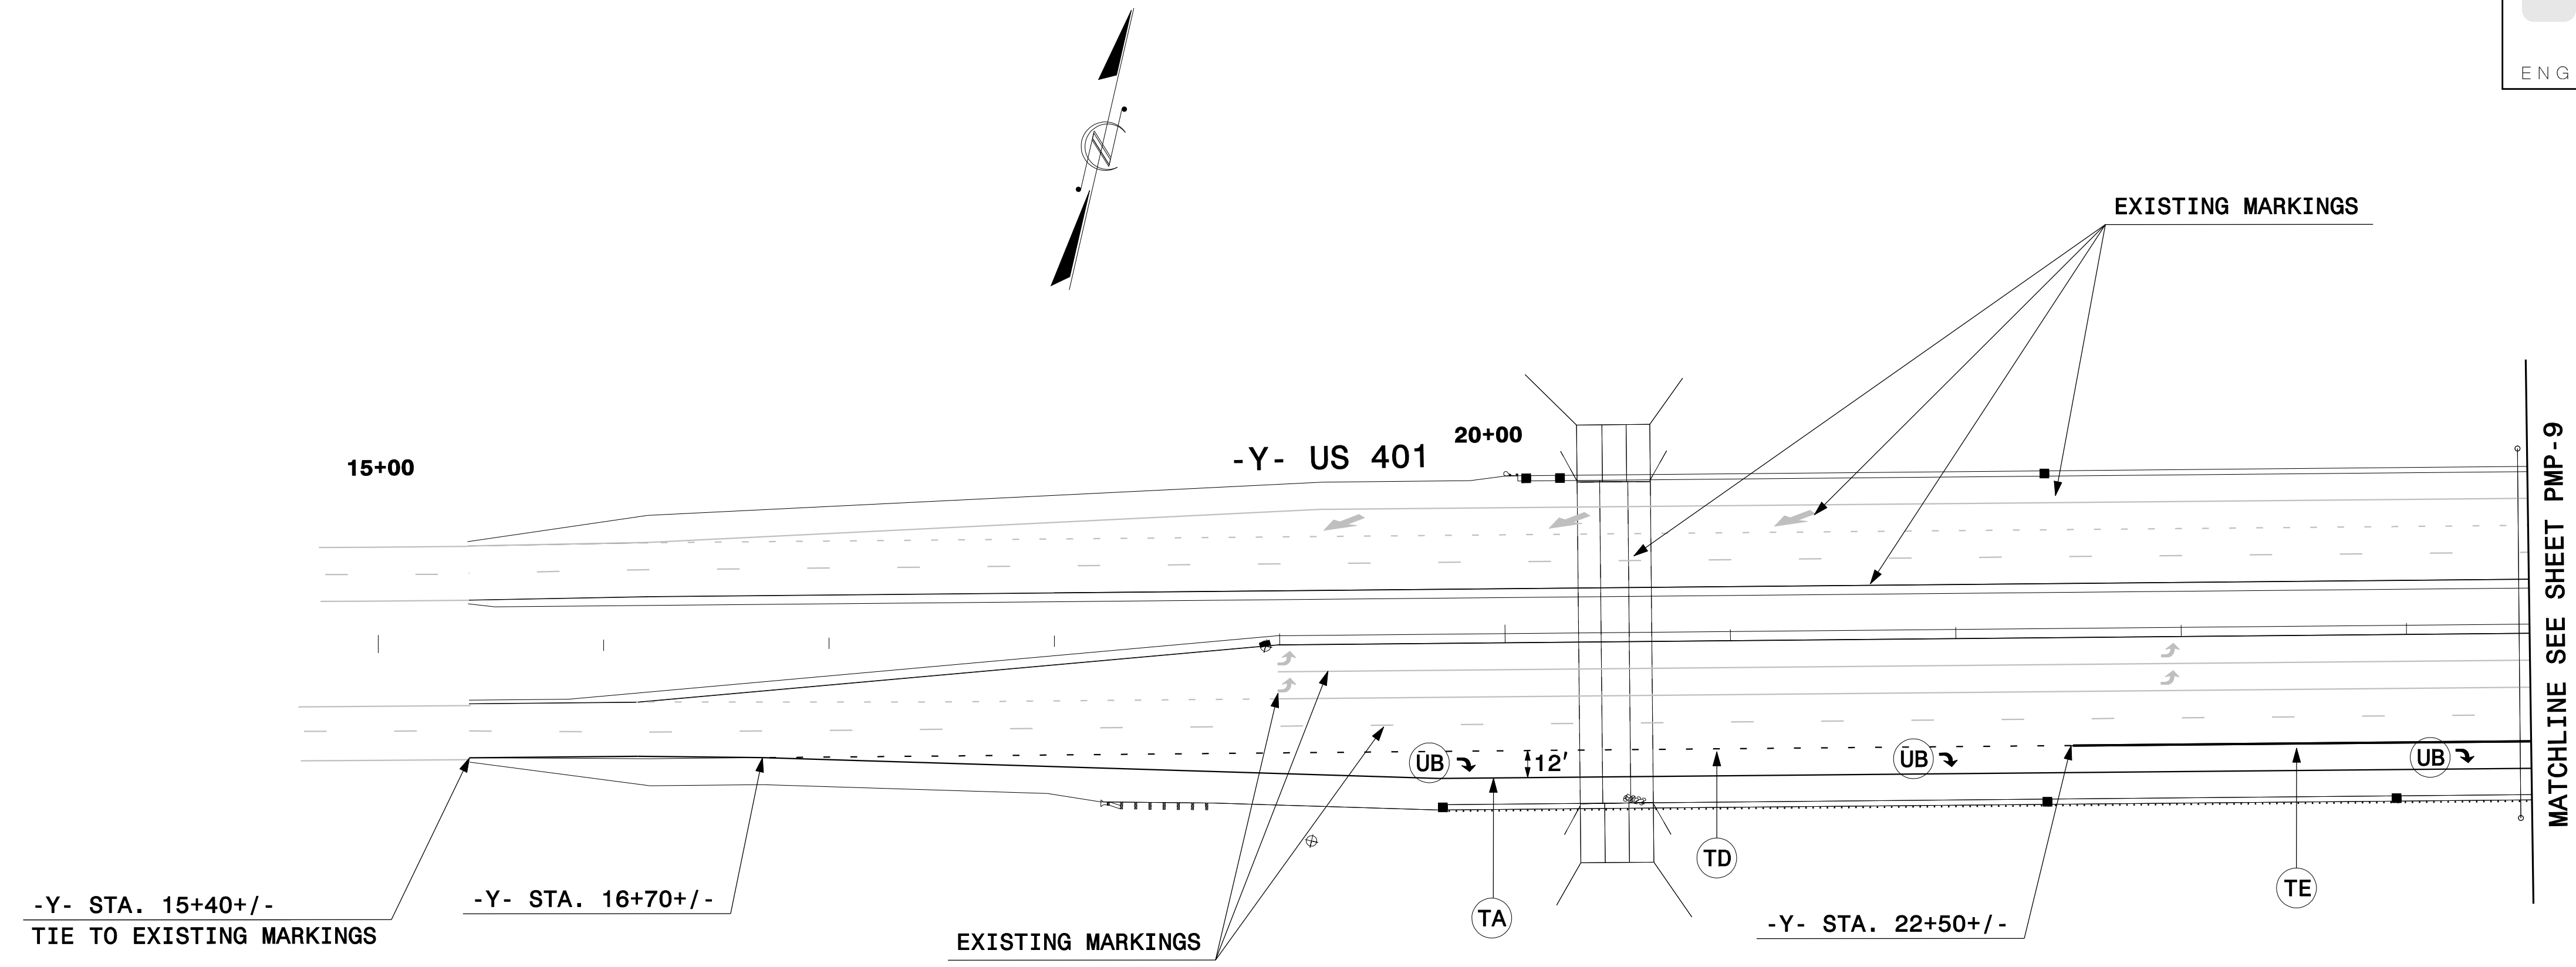 ENG
EXISTING MARKINGS
20+00
-Y- US 401
15+00
MATCHLINE SEE SHEET PMP-9
UB
12'
UB
UB
TD
TE
TA
-Y- STA. 15+40+/-
TIE TO EXISTING MARKINGS
-Y- STA. 16+70+/-
EXISTING MARKINGS
-Y- STA. 22+50+/-